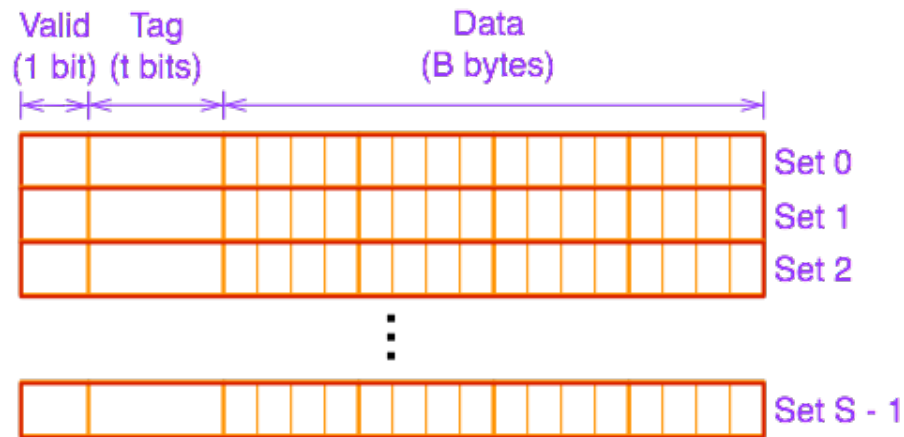 Valid Tag Data
(1 bit) (t bits) (B bytes)
Set 0
Set 1
Set 2
Set S - 1